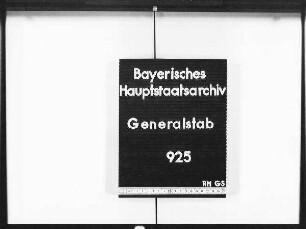 Bayerisches
Hauptstaatsarchiv
Generalstab
925
RM GS